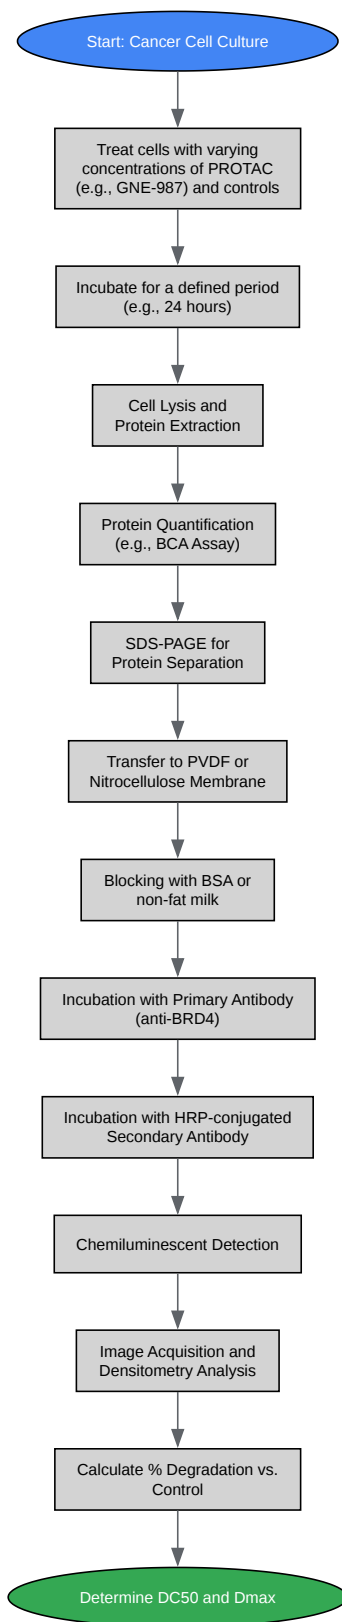 Start: Cancer Cell Culture
Treat cells with varying
concentrations of PROTAC
(e.g., GNE-987) and controls
Incubate for a defined period
(e.g., 24 hours)
Cell Lysis and
Protein Extraction
Protein Quantification
(e.g., BCA Assay)
SDS-PAGE for
Protein Separation
Transfer to PVDF or
Nitrocellulose Membrane
Blocking with BSA or
non-fat milk
Incubation with Primary Antibody
(anti-BRD4)
Incubation with HRP-conjugated
Secondary Antibody
Chemiluminescent Detection
Image Acquisition and
Densitometry Analysis
Calculate % Degradation vs.
Control
Determine DC50 and Dmax